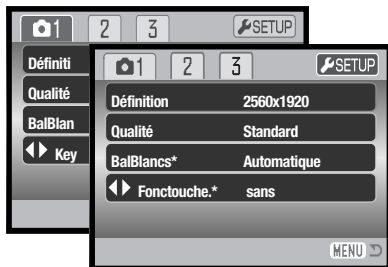 1 2 3 SETUP
Définiti
Qualité
BalBlan
Key
1 2 3 SETUP
Définition 2560x1920
Qualité Standard
BalBlancs* Automatique
Fonctouche.* sans
MENU